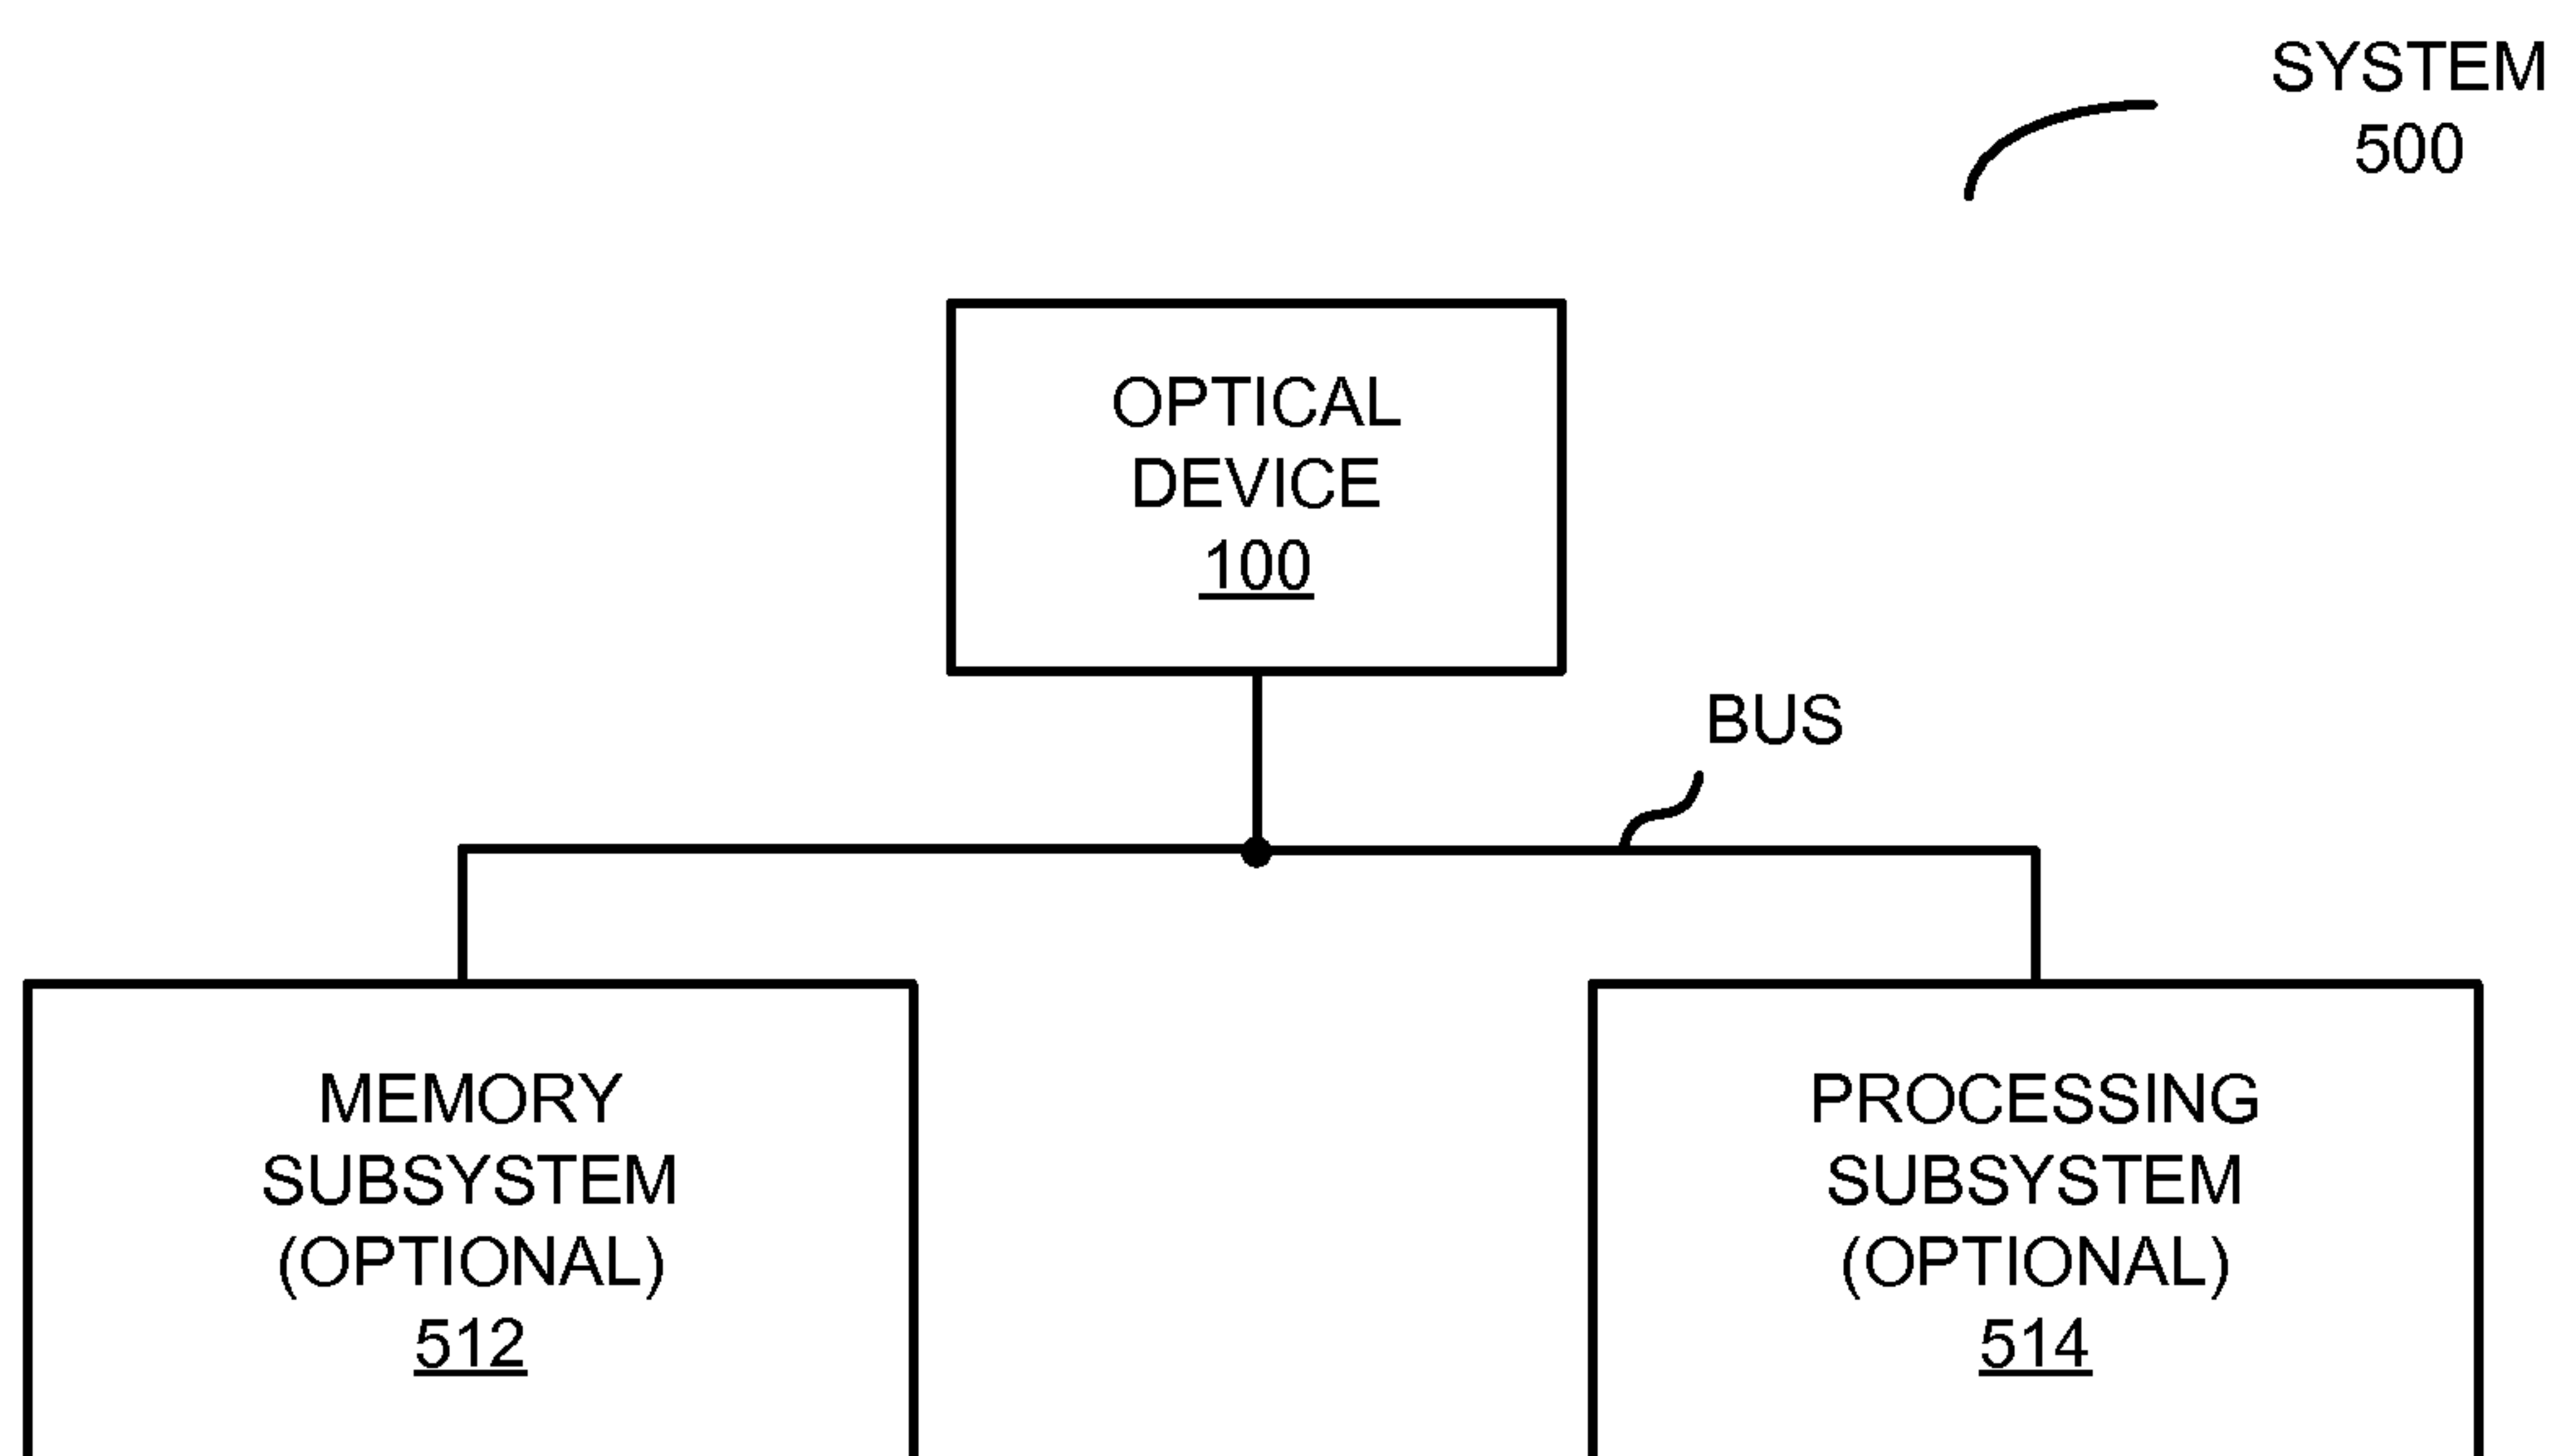 SYSTEM
500
OPTICAL
DEVICE
100
BUS
MEMORY
SUBSYSTEM
(OPTIONAL)
512
PROCESSING
SUBSYSTEM
(OPTIONAL)
514